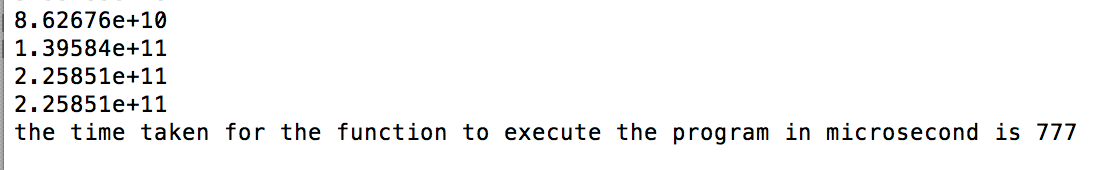 8.62676e+10
1.39584e+11
2.25851e+11
2.25851e+11
the time taken for the function to execute the program in microsecond is 777